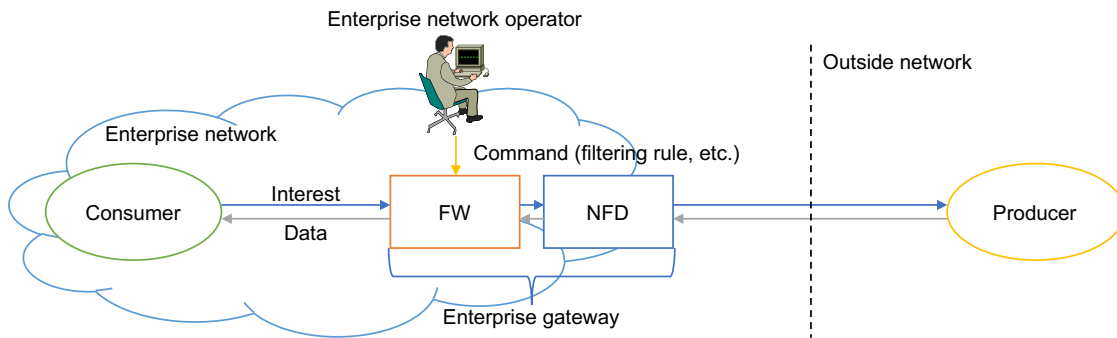 Enterprise network operator
Outside network
Enterprise network
Command (filtering rule, etc.)
Consumer
Interest
Data
FW
NFD
Producer
Enterprise gateway